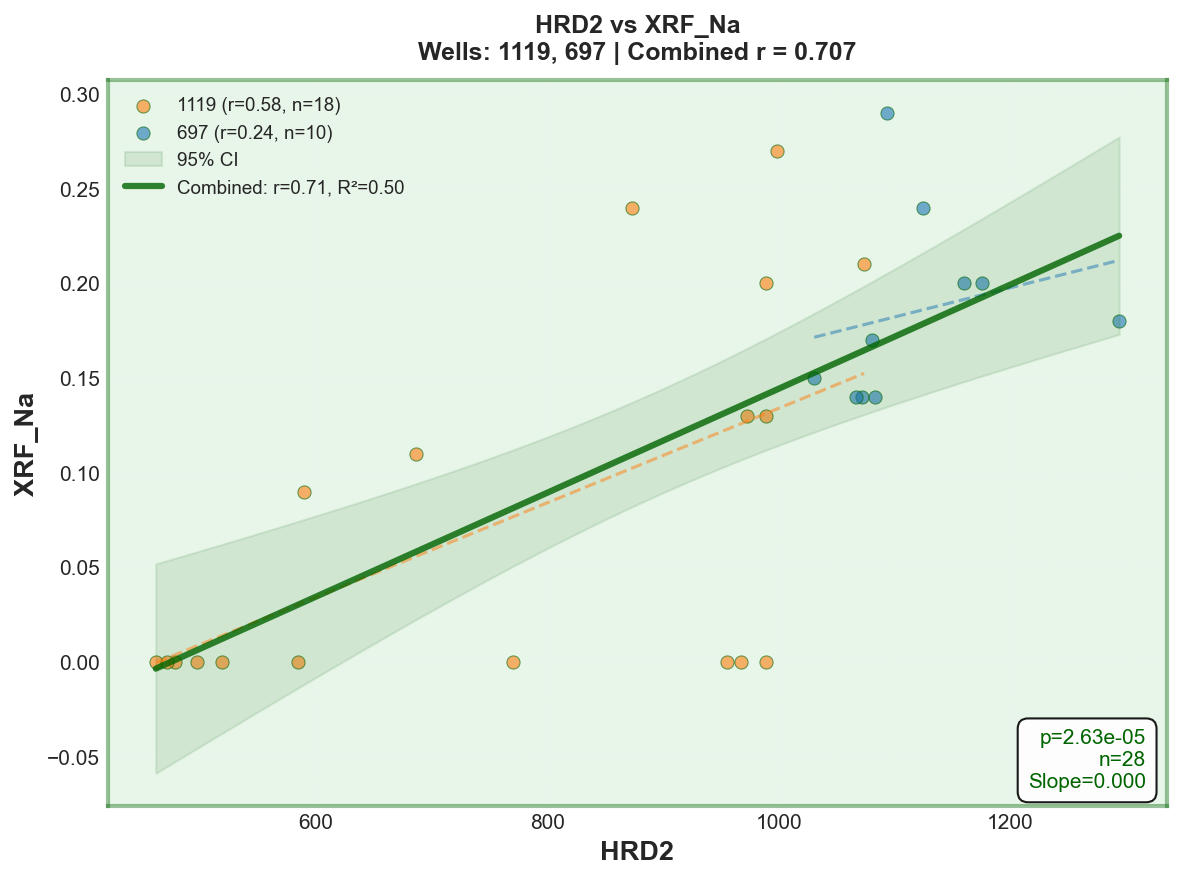 HRD2 vs XRF_Na
Wells: 1119, 697 | Combined r = 0.707
1119 (r=0.58, n=18)
697 (r=0.24, n=10)
95% CI
Combined: r=0.71, R²=0.50
XRF_Na
0.30
0.25
0.20
0.15
0.10
0.05
0.00
−0.05
p=2.63e-05
n=28
Slope=0.000
600 800 1000 1200
HRD2